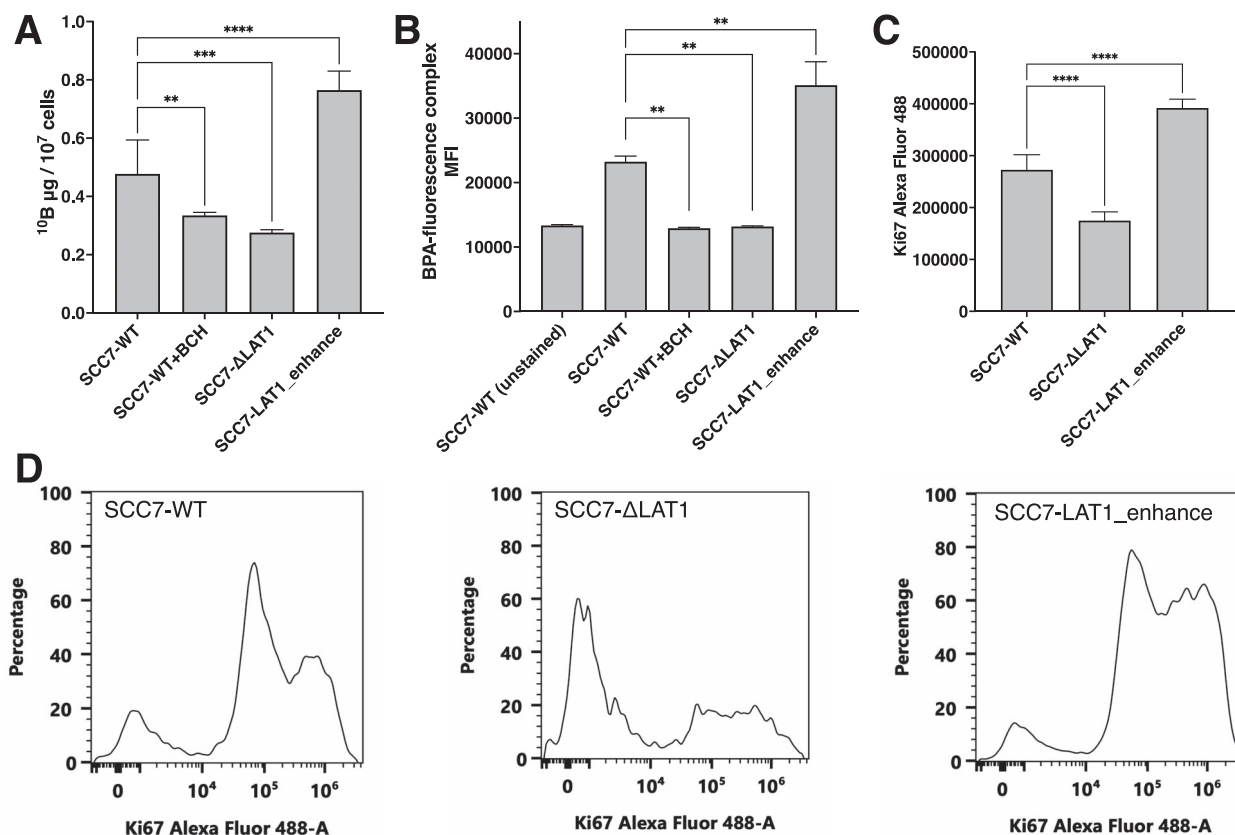 A
¹⁰B µg / 10⁷ cells
1.0
0.8
0.6
0.4
0.2
0.0
****
***
**
SCC7-WT
SCC7-WT+BCH
SCC7-ΔLAT1
SCC7-LAT1_enhance
B
BPA-fluorescence complex
MFI
40000
30000
20000
10000
0
**
**
**
SCC7-WT (unstained)
SCC7-WT
SCC7-WT+BCH
SCC7-ΔLAT1
SCC7-LAT1_enhance
C
Ki67 Alexa Fluor 488
500000
400000
300000
200000
100000
0
****
****
SCC7-WT
SCC7-ΔLAT1
SCC7-LAT1_enhance
D
SCC7-WT
Percentage
100
80
60
40
20
0
0 10⁴ 10⁵ 10⁶
Ki67 Alexa Fluor 488-A
SCC7-ΔLAT1
Percentage
100
80
60
40
20
0
0 10⁴ 10⁵ 10⁶
Ki67 Alexa Fluor 488-A
SCC7-LAT1_enhance
Percentage
100
80
60
40
20
0
0 10⁴ 10⁵ 10⁶
Ki67 Alexa Fluor 488-A